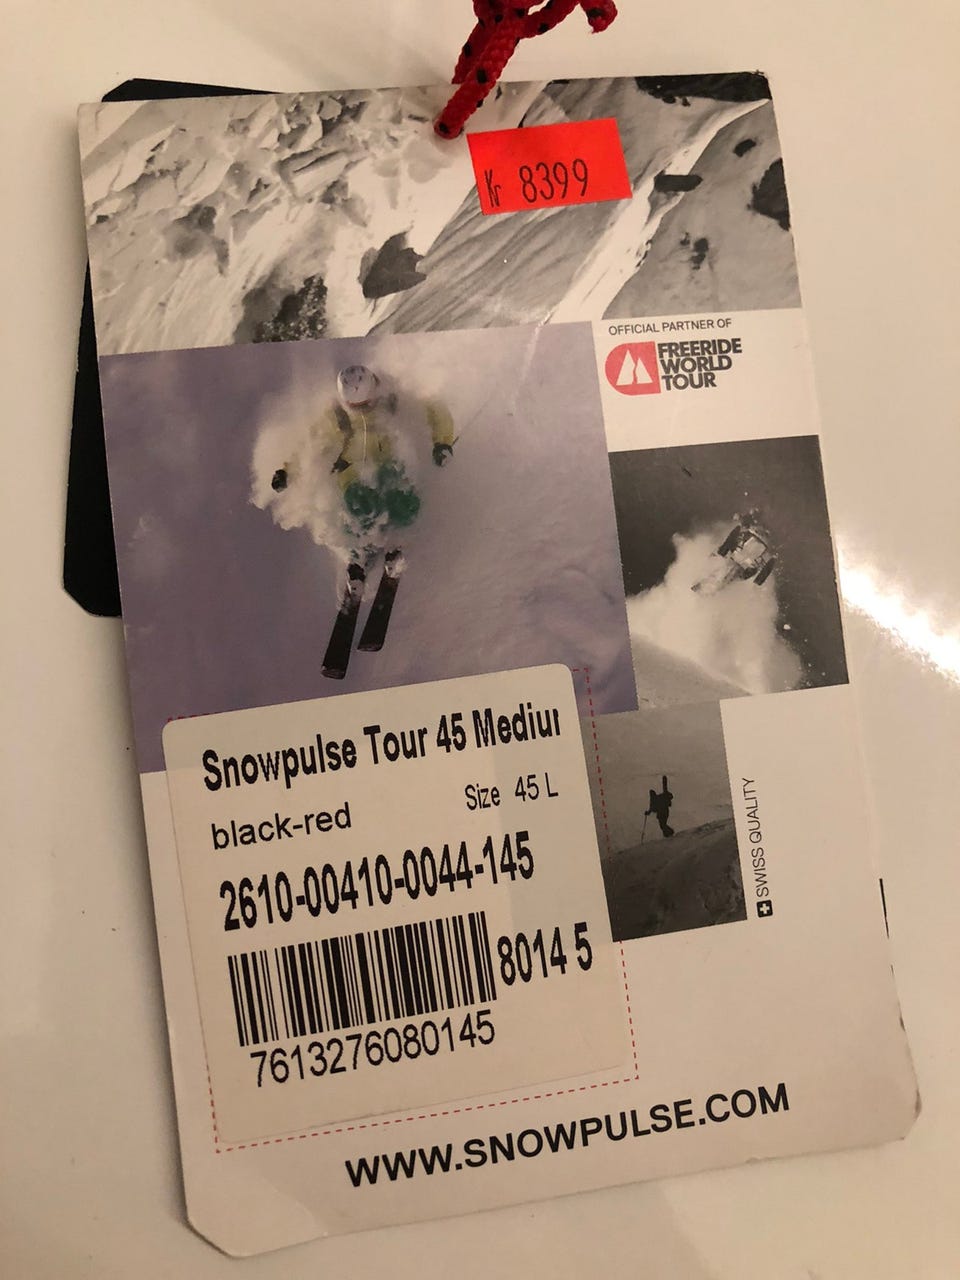 Kr 8399
OFFICIAL PARTNER OF
FREERIDE
WORLD
TOUR
Snowpulse Tour 45 Mediur
black-red
Size 45 L
2610-00410-0044-145
8014 5
7613276080145
SWISS QUALITY
WWW.SNOWPULSE.COM